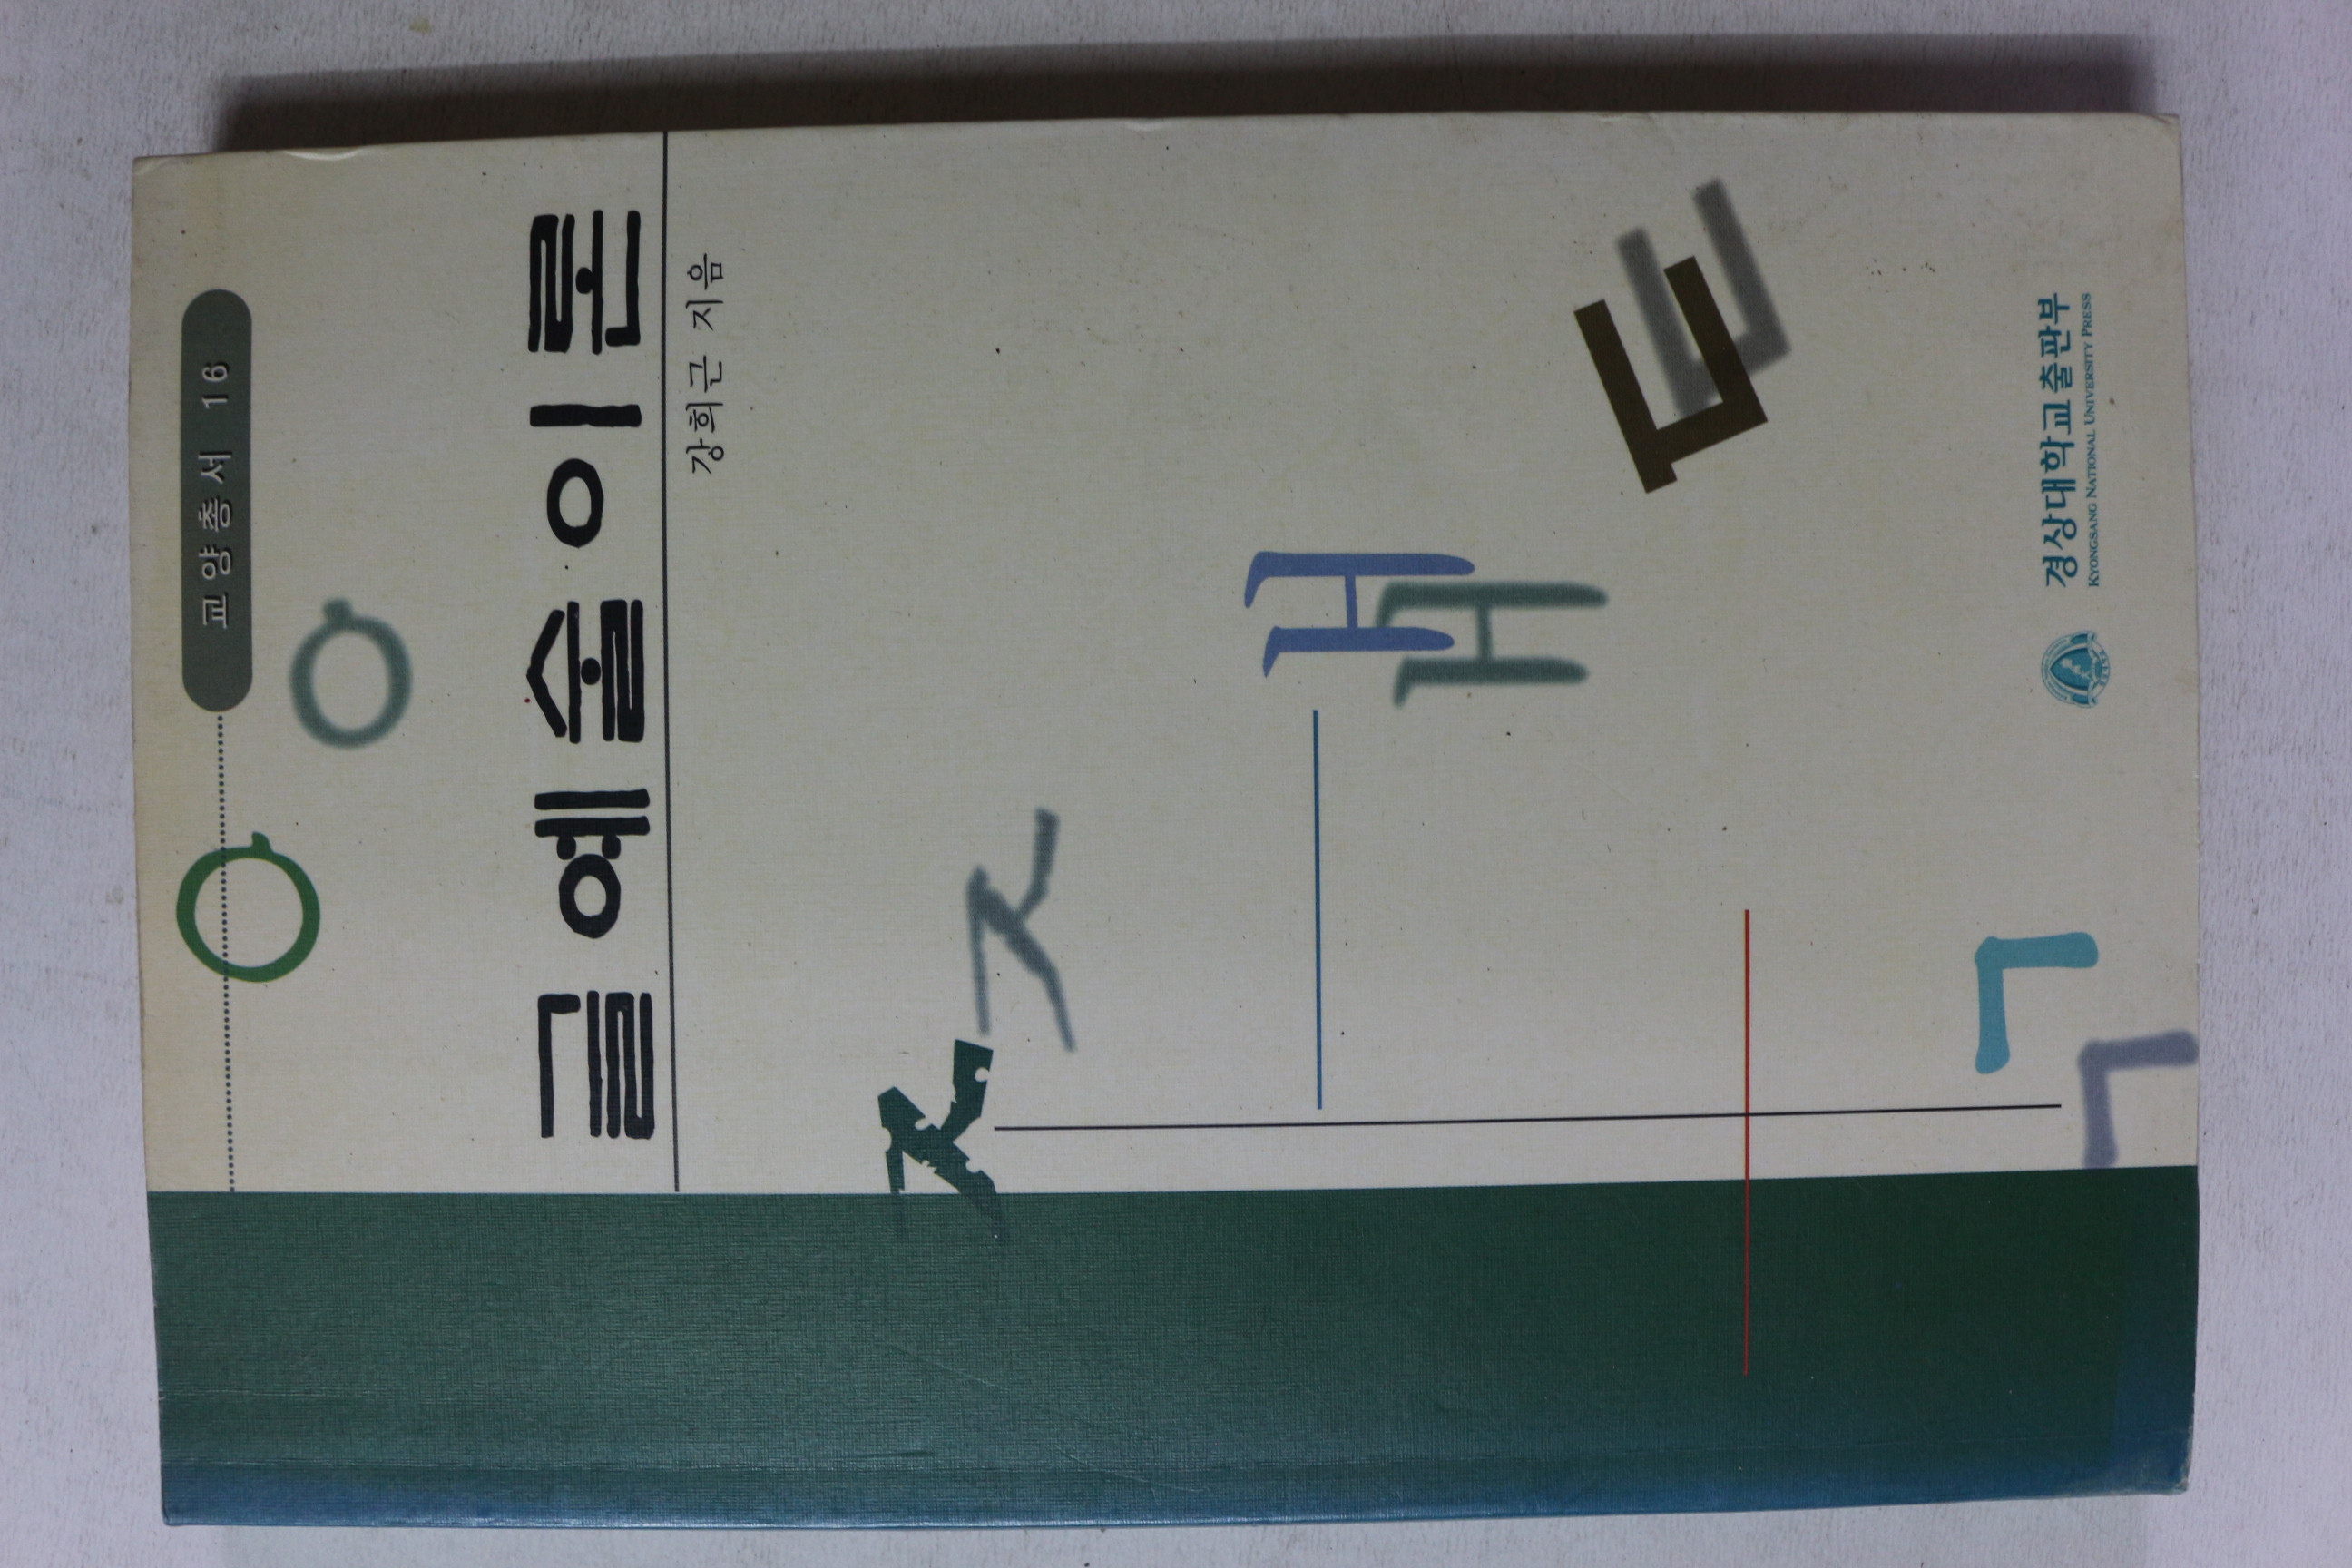 교양총서 16
글예술이론
강희근 지음
ㅇ
ㅇ
ㅈ
ㅈ
ㅐ
ㅐ
ㄷ
ㄷ
ㄱ
ㄱ
경상대학교출판부
KYONGSANG NATIONAL UNIVERSITY PRESS